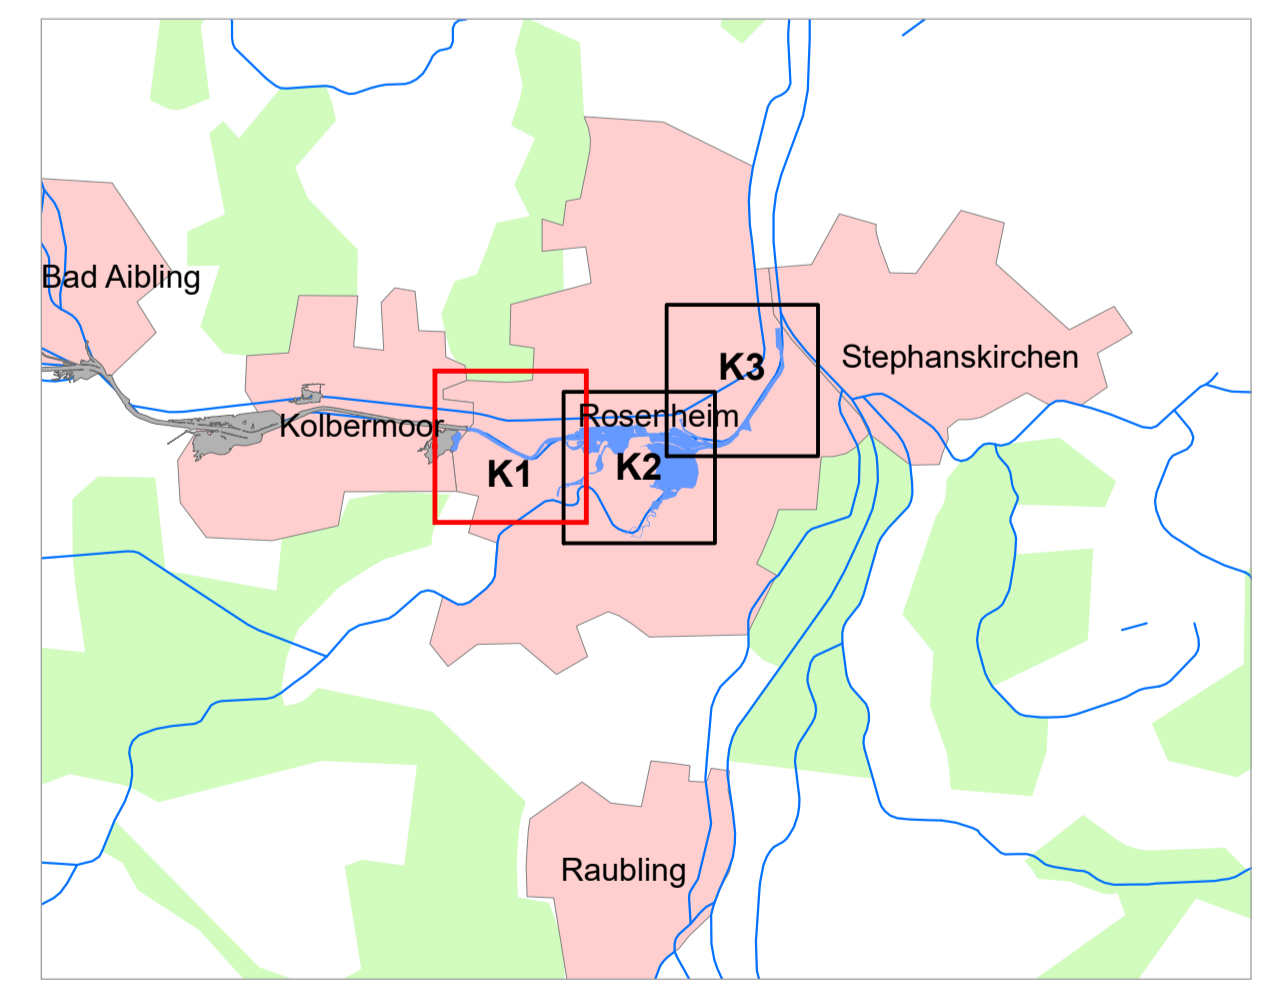 Bad Aibling
Stephanskirchen
K3
Rosenheim
Kolbermoor
K1
K2
Raubling